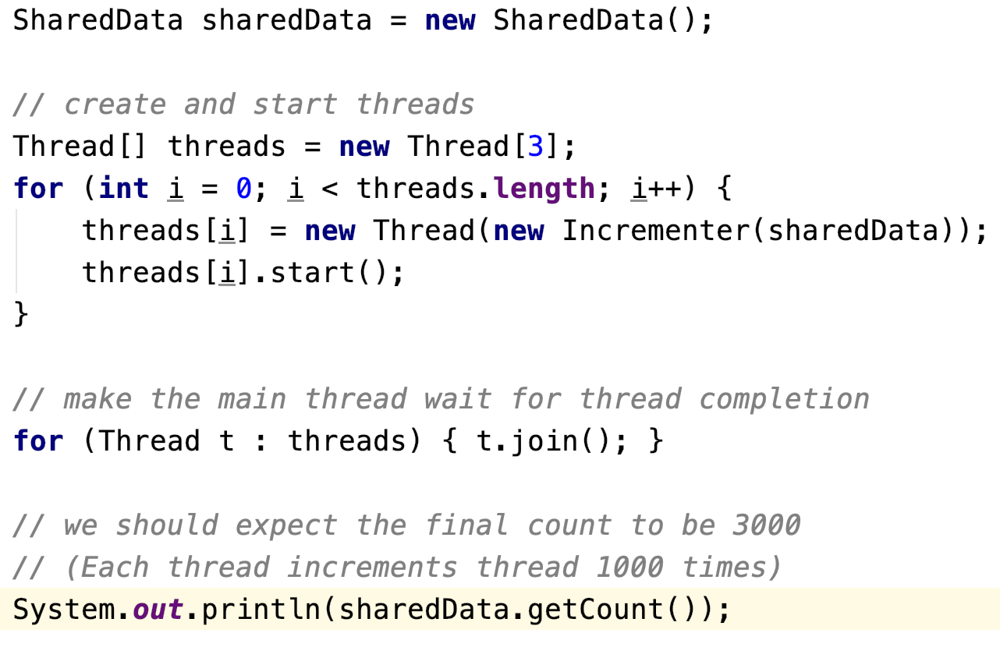 SharedData sharedData = new SharedData();
// create and start threads
Thread[] threads = new Thread[3];
for (int i = 0; i < threads.length; i++) {
    threads[i] = new Thread(new Incrementer(sharedData));
    threads[i].start();
}
// make the main thread wait for thread completion
for (Thread t : threads) { t.join(); }
// we should expect the final count to be 3000
// (Each thread increments thread 1000 times)
System.out.println(sharedData.getCount());